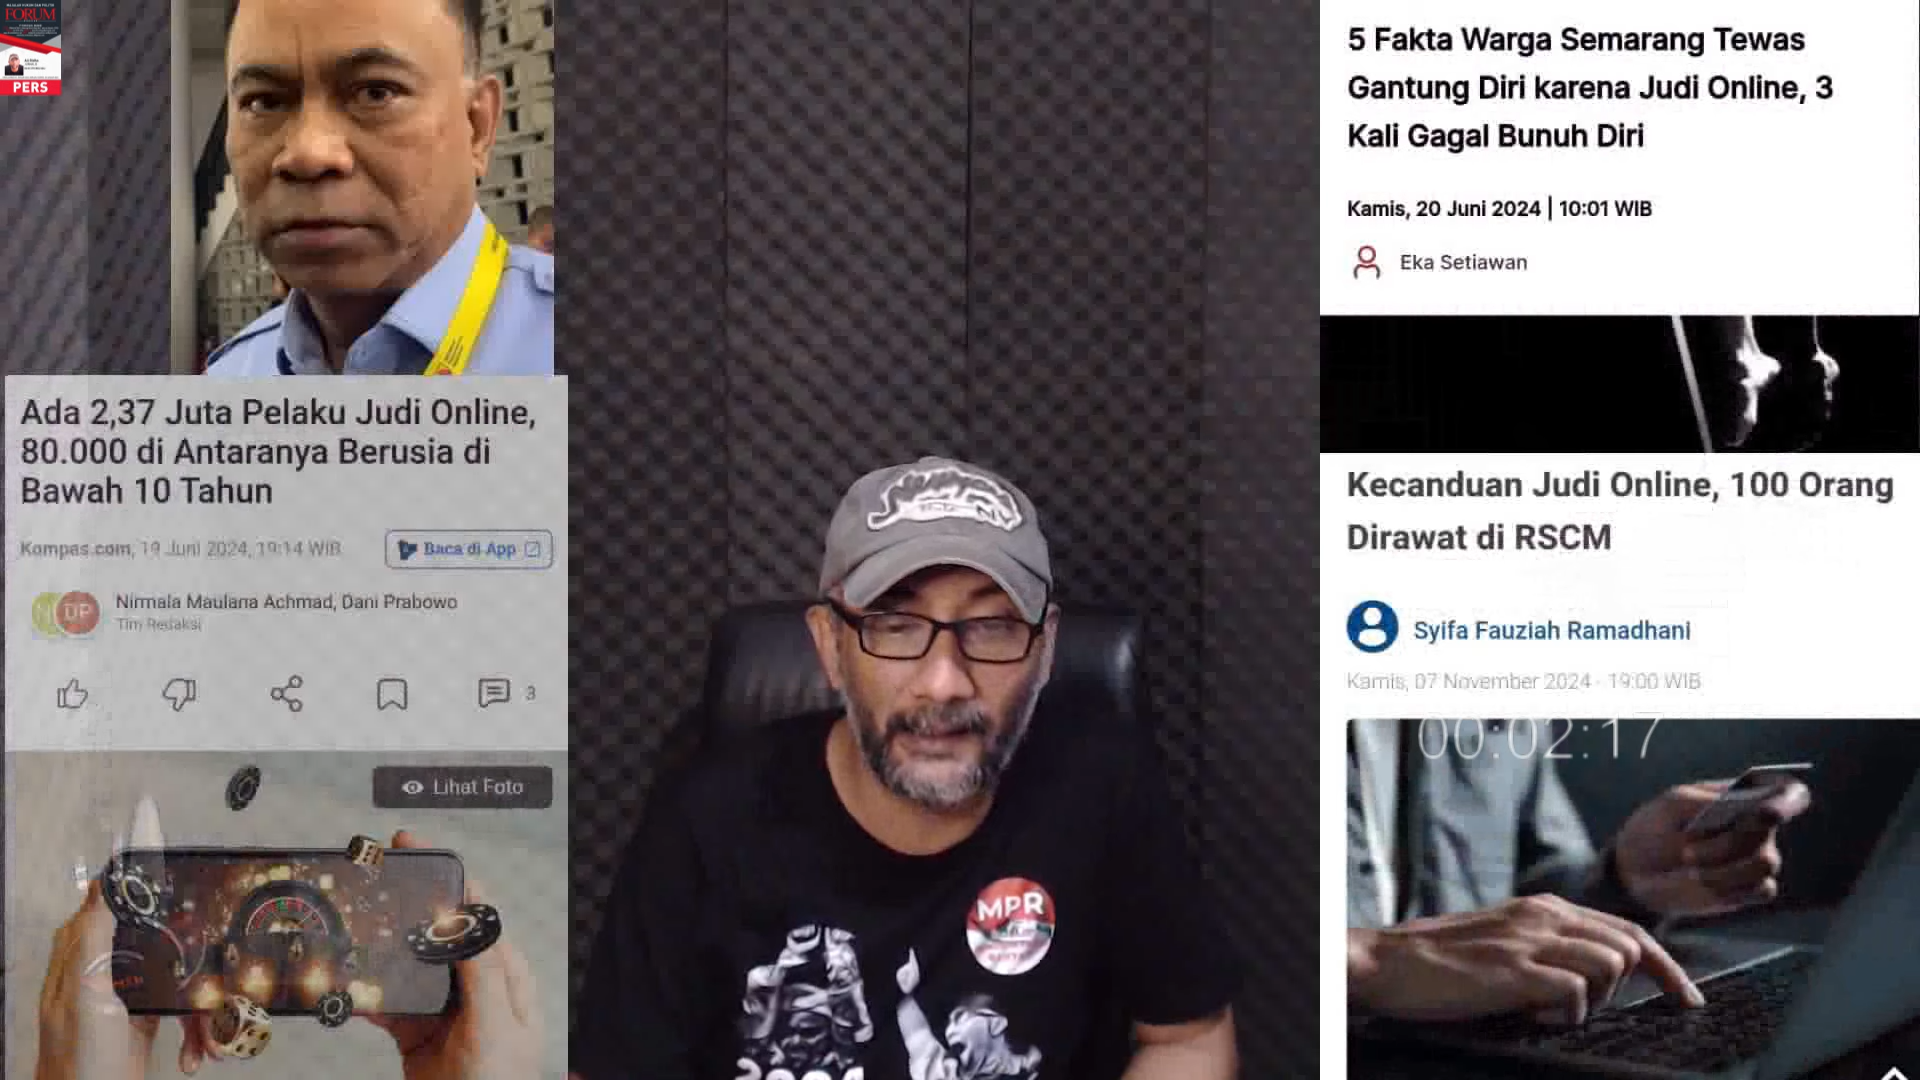 FORUM
PERS
Ada 2,37 Juta Pelaku Judi Online,
80.000 di Antaranya Berusia di
Bawah 10 Tahun
Kompas.com, 19 Juni 2024, 19:14 WIB
Baca di App
DP
Nirmala Maulana Achmad, Dani Prabowo
Tim Redaksi
3
Lihat Foto
NY
MPR
5 Fakta Warga Semarang Tewas
Gantung Diri karena Judi Online, 3
Kali Gagal Bunuh Diri
Kamis, 20 Juni 2024 | 10:01 WIB
Eka Setiawan
Kecanduan Judi Online, 100 Orang
Dirawat di RSCM
Syifa Fauziah Ramadhani
Kamis, 07 November 2024 - 19:00 WIB
00:02:17